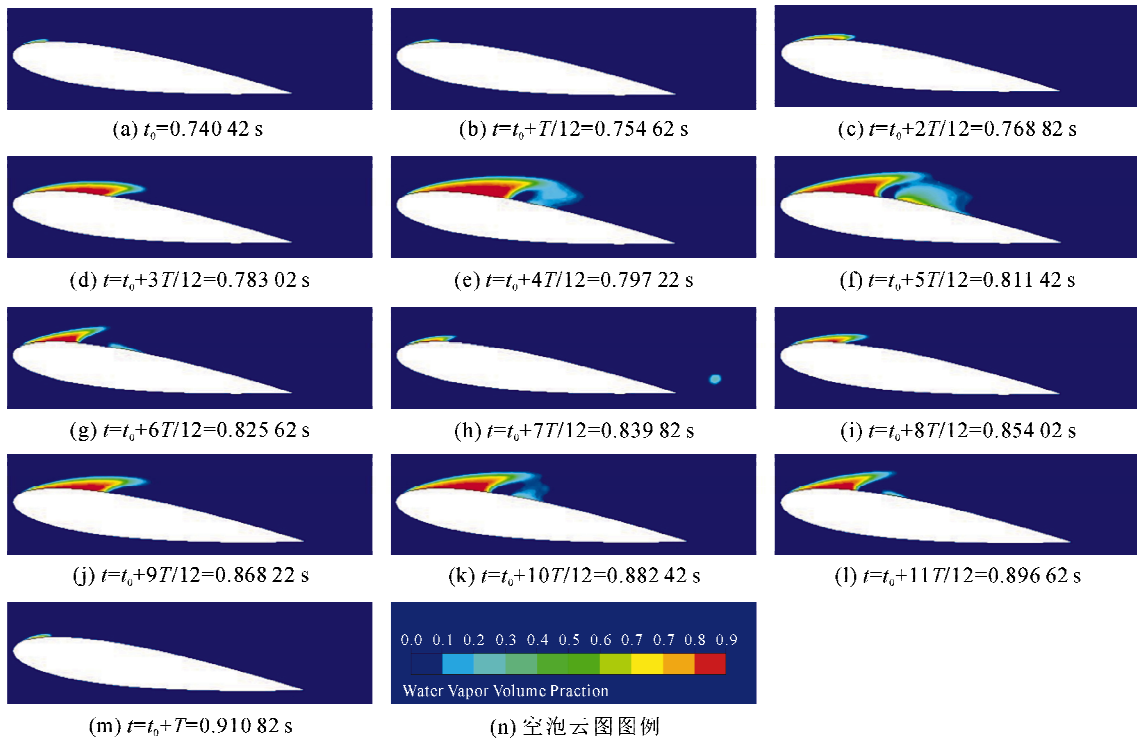 (a) t₀=0.740 42 s
(b) t=t₀+T/12=0.754 62 s
(c) t=t₀+2T/12=0.768 82 s
(d) t=t₀+3T/12=0.783 02 s
(e) t=t₀+4T/12=0.797 22 s
(f) t=t₀+5T/12=0.811 42 s
(g) t=t₀+6T/12=0.825 62 s
(h) t=t₀+7T/12=0.839 82 s
(i) t=t₀+8T/12=0.854 02 s
(j) t=t₀+9T/12=0.868 22 s
(k) t=t₀+10T/12=0.882 42 s
(l) t=t₀+11T/12=0.896 62 s
0.0 0.1 0.2 0.3 0.4 0.5 0.6 0.7 0.7 0.8 0.9
Water Vapor Volume Praction
(m) t=t₀+T=0.910 82 s
(n) 空泡云图图例